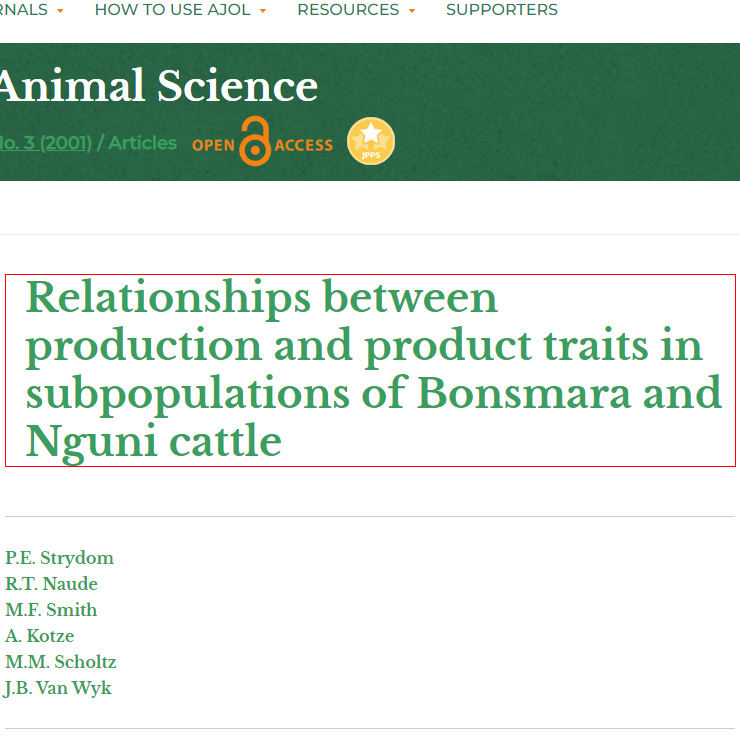 HOW TO USE AJOL RESOURCES SUPPORTERS
Animal Science
No. 3 (2001) / Articles OPEN ACCESS JPPS
Relationships between
production and product traits in
subpopulations of Bonsmara and
Nguni cattle
P.E. Strydom
R.T. Naude
M.F. Smith
A. Kotze
M.M. Scholtz
J.B. Van Wyk